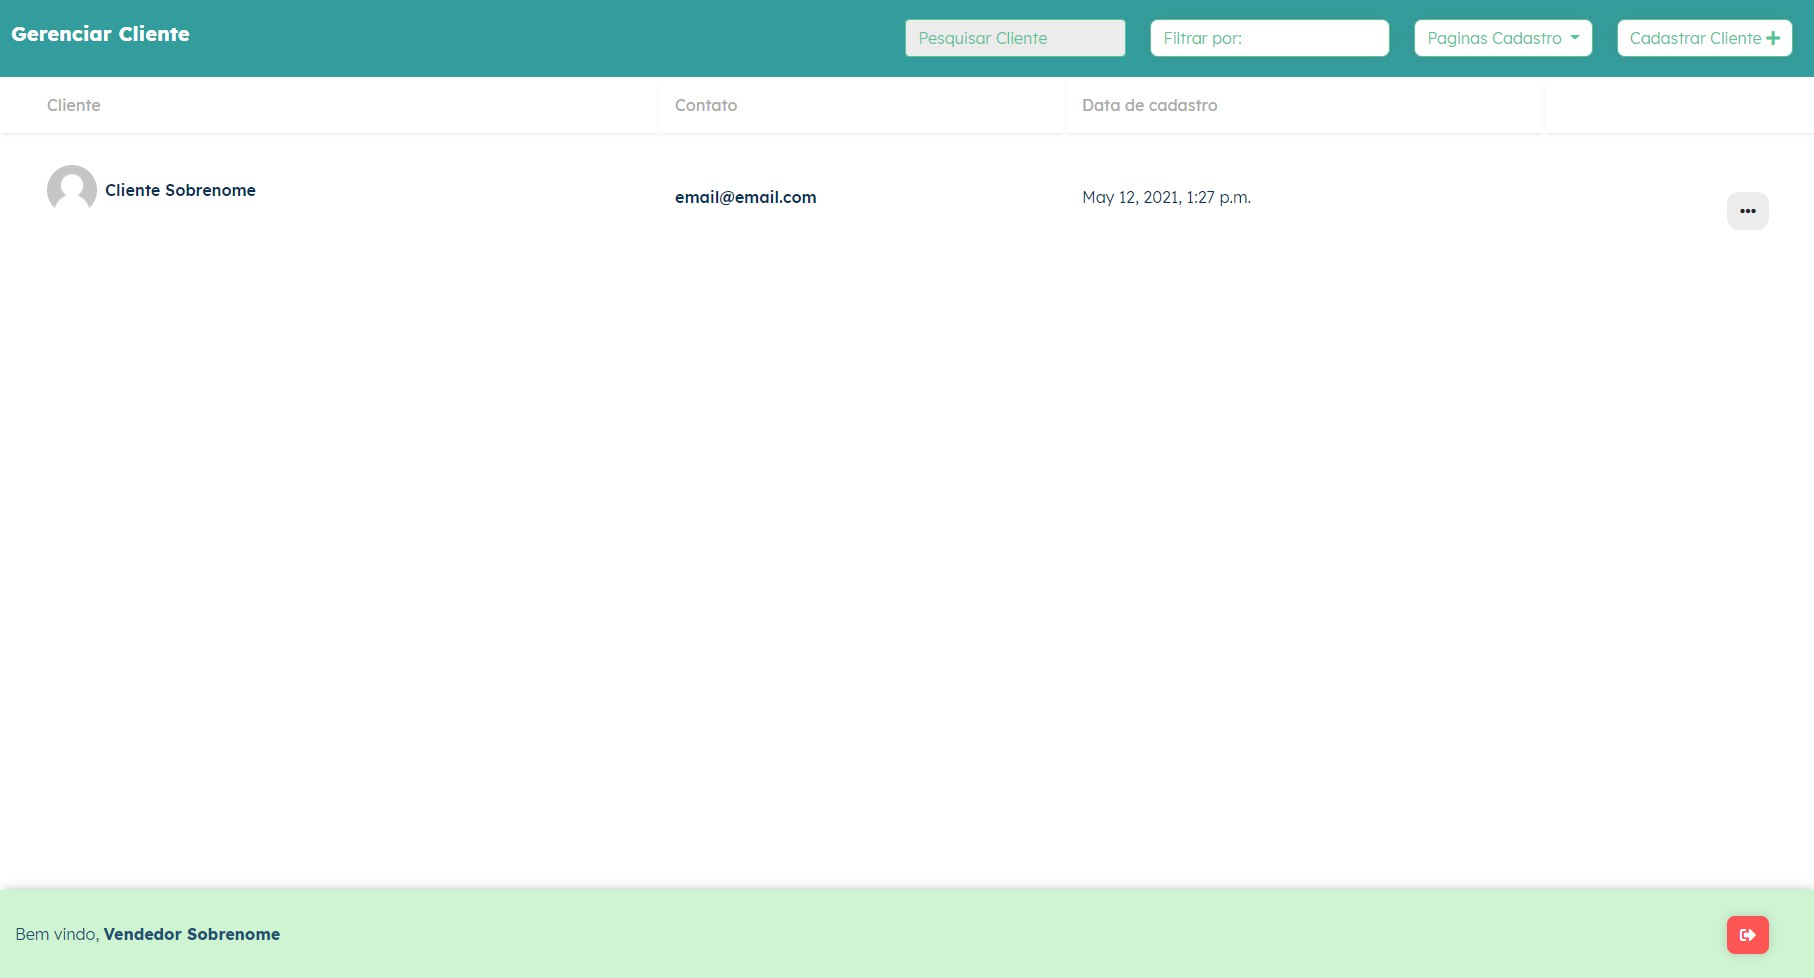 Gerenciar Cliente
Pesquisar Cliente
Filtrar por:
Paginas Cadastro
Cadastrar Cliente
Cliente
Contato
Data de cadastro
Cliente Sobrenome
email@email.com
May 12, 2021, 1:27 p.m.
Bem vindo, Vendedor Sobrenome